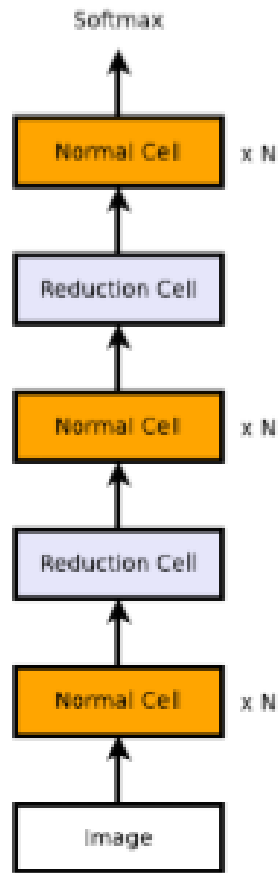 Softmax
Normal Cell x N
Reduction Cell
Normal Cell x N
Reduction Cell
Normal Cell x N
Image